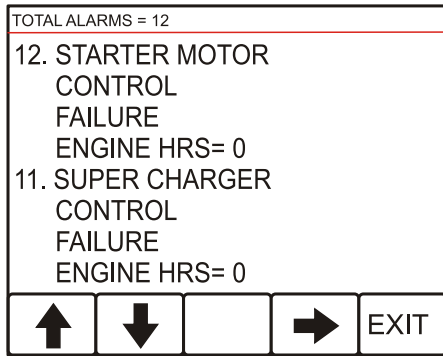 TOTAL ALARMS = 12
12. STARTER MOTOR
CONTROL
FAILURE
ENGINE HRS= 0
11. SUPER CHARGER
CONTROL
FAILURE
ENGINE HRS= 0
EXIT